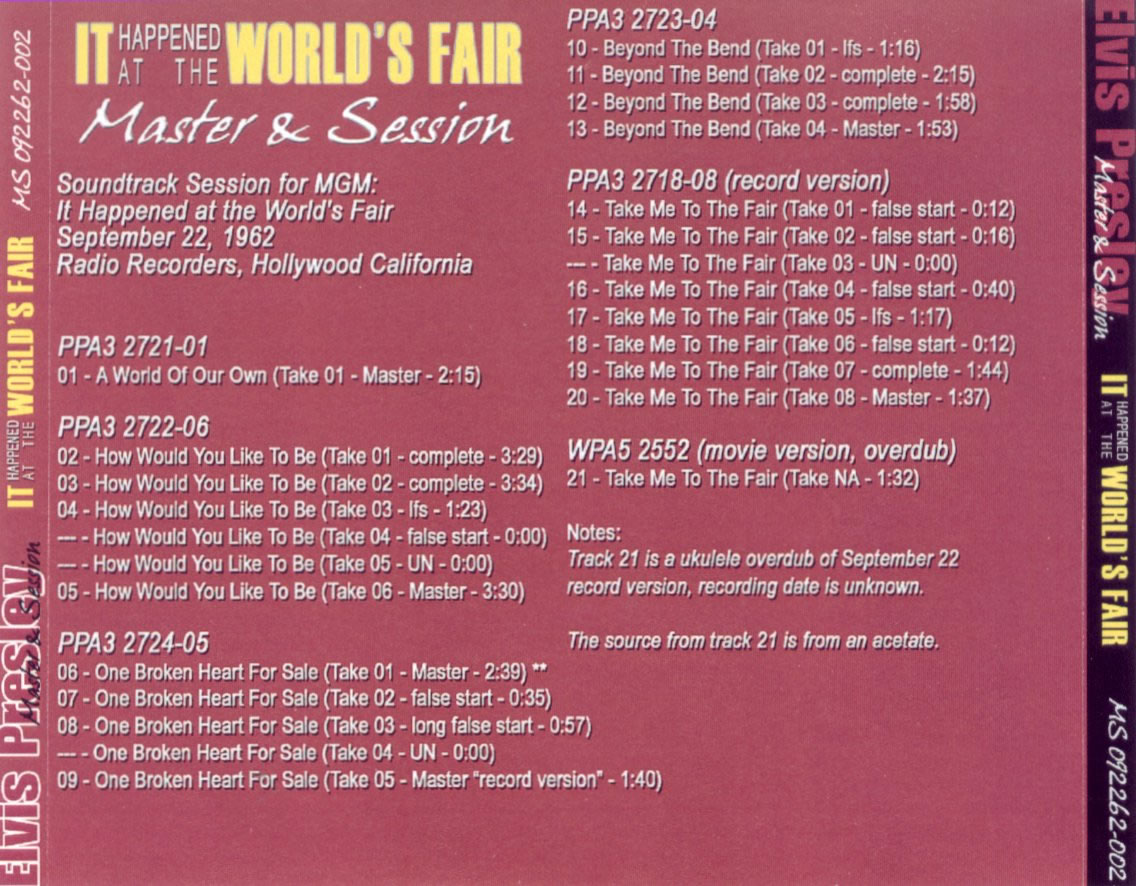 IT HAPPENED AT THE WORLD'S FAIR
Master & Session
Soundtrack Session for MGM:
It Happened at the World's Fair
September 22, 1962
Radio Recorders, Hollywood California
PPA3 2721-01
01 - A World Of Our Own (Take 01 - Master - 2:15)
PPA3 2722-06
02 - How Would You Like To Be (Take 01 - complete - 3:29)
03 - How Would You Like To Be (Take 02 - complete - 3:34)
04 - How Would You Like To Be (Take 03 - lfs - 1:23)
--- - How Would You Like To Be (Take 04 - false start - 0:00)
--- - How Would You Like To Be (Take 05 - UN - 0:00)
05 - How Would You Like To Be (Take 06 - Master - 3:30)
PPA3 2724-05
06 - One Broken Heart For Sale (Take 01 - Master - 2:39) **
07 - One Broken Heart For Sale (Take 02 - false start - 0:35)
08 - One Broken Heart For Sale (Take 03 - long false start - 0:57)
--- - One Broken Heart For Sale (Take 04 - UN - 0:00)
09 - One Broken Heart For Sale (Take 05 - Master "record version" - 1:40)
PPA3 2723-04
10 - Beyond The Bend (Take 01 - lfs - 1:16)
11 - Beyond The Bend (Take 02 - complete - 2:15)
12 - Beyond The Bend (Take 03 - complete - 1:58)
13 - Beyond The Bend (Take 04 - Master - 1:53)
PPA3 2718-08 (record version)
14 - Take Me To The Fair (Take 01 - false start - 0:12)
15 - Take Me To The Fair (Take 02 - false start - 0:16)
--- - Take Me To The Fair (Take 03 - UN - 0:00)
16 - Take Me To The Fair (Take 04 - false start - 0:40)
17 - Take Me To The Fair (Take 05 - lfs - 1:17)
18 - Take Me To The Fair (Take 06 - false start - 0:12)
19 - Take Me To The Fair (Take 07 - complete - 1:44)
20 - Take Me To The Fair (Take 08 - Master - 1:37)
WPA5 2552 (movie version, overdub)
21 - Take Me To The Fair (Take NA - 1:32)
Notes:
Track 21 is a ukulele overdub of September 22
record version, recording date is unknown.
The source from track 21 is from an acetate.
Elvis Presley
Master & Session
IT HAPPENED AT THE WORLD'S FAIR
MS 092262-002
Elvis Presley
Master & Session
IT HAPPENED AT THE WORLD'S FAIR
MS 092262-002